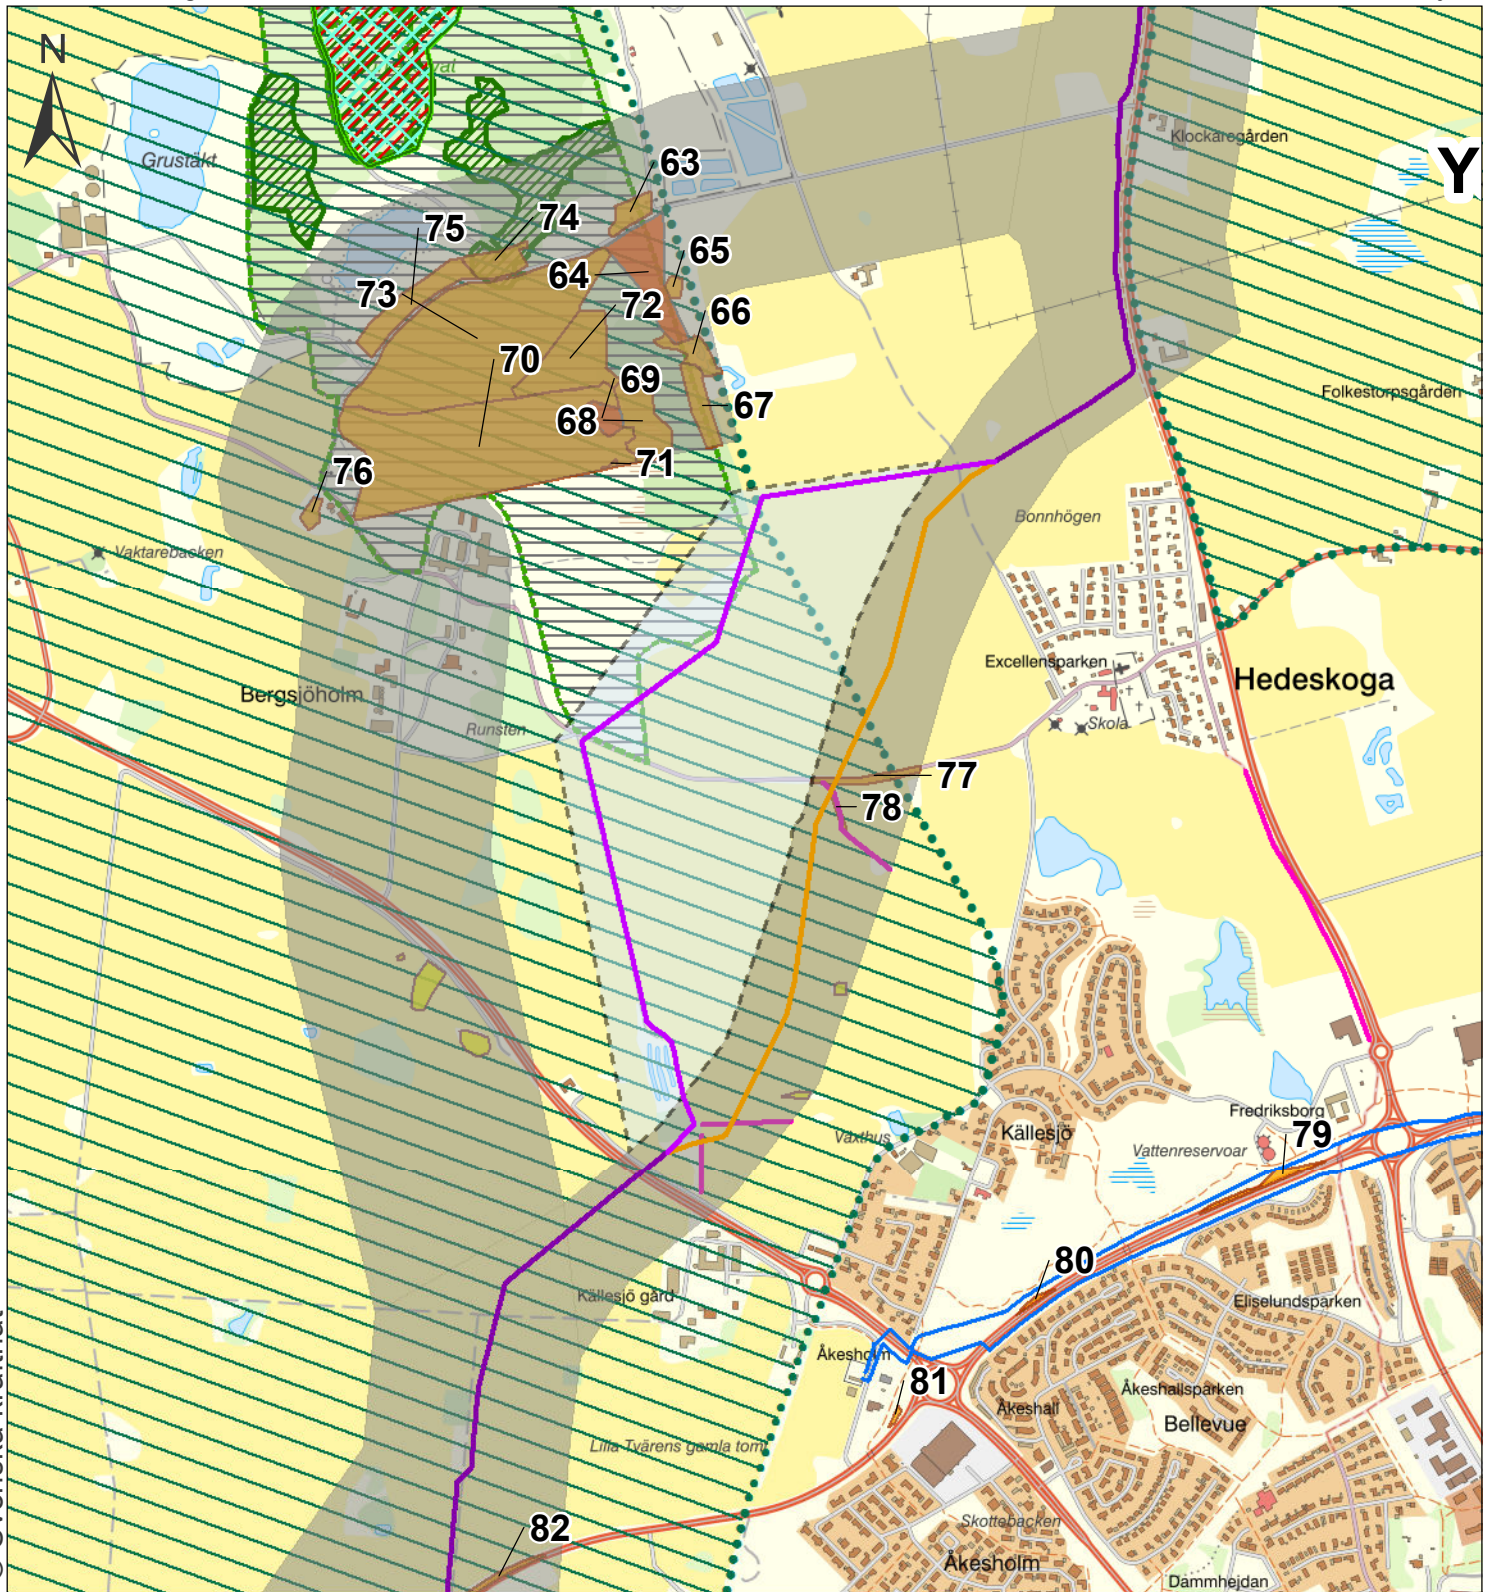 N
Grustäkt
Klockaregården
Y
63
74
75
65
64
73
72
66
70
69
67
68
Folkestorpsgården
71
76
Bonnhögen
Vaktarebacken
Excellensparken
Hedeskoga
Bergsjöholm
Skola
Runsten
77
78
Fredriksborg
Källesjö
79
Växthus
Vattenreservoar
80
Källesjö gård
Eliselundsparken
Åkesholm
81
Åkeshallsparken
Åkeshall
Bellevue
Lilla Tvärens gamla tomt
82
Skottebacken
Åkesholm
Dammhejdan